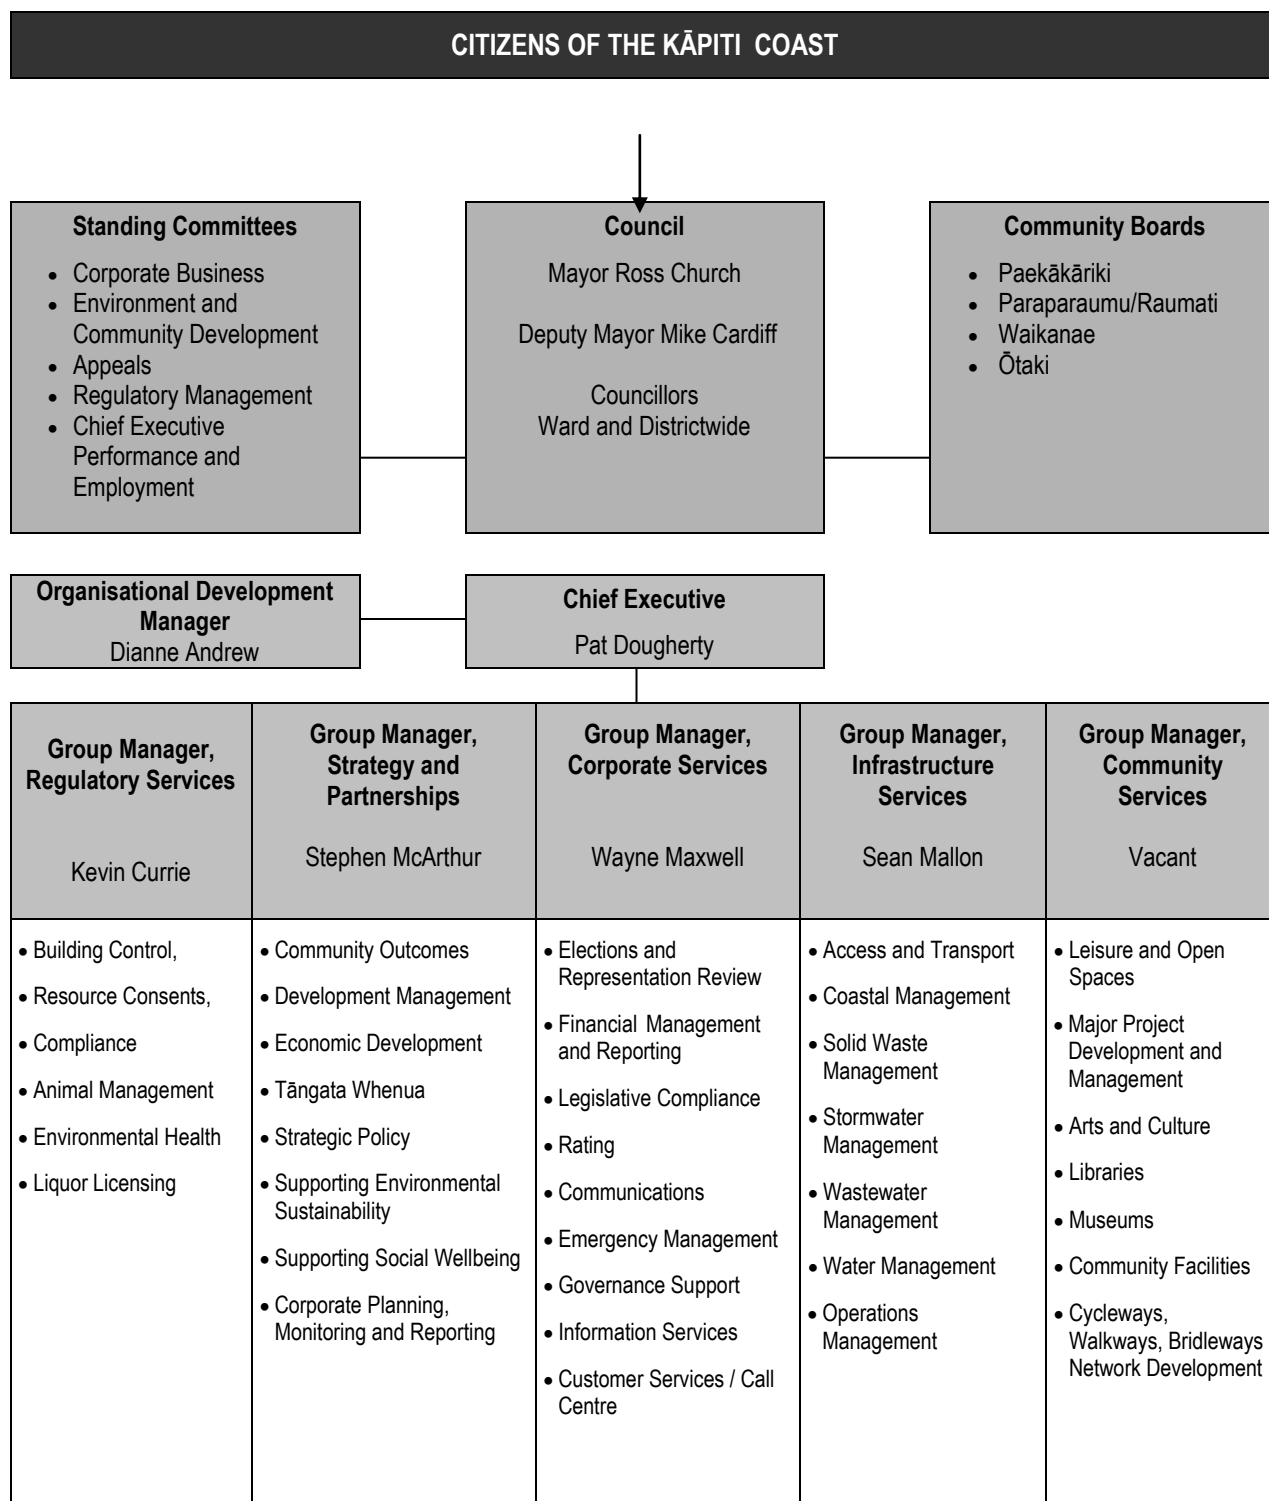 CITIZENS OF THE KĀPITI COAST
Standing Committees
• Corporate Business
• Environment and
Community Development
• Appeals
• Regulatory Management
• Chief Executive
Performance and
Employment
Council
Mayor Ross Church
Deputy Mayor Mike Cardiff
Councillors
Ward and Districtwide
Community Boards
• Paekākāriki
• Paraparaumu/Raumati
• Waikanae
• Ōtaki
Organisational Development
Manager
Dianne Andrew
Chief Executive
Pat Dougherty
Group Manager,
Regulatory Services
Kevin Currie
• Building Control,
• Resource Consents,
• Compliance
• Animal Management
• Environmental Health
• Liquor Licensing
Group Manager,
Strategy and
Partnerships
Stephen McArthur
• Community Outcomes
• Development Management
• Economic Development
• Tāngata Whenua
• Strategic Policy
• Supporting Environmental
Sustainability
• Supporting Social Wellbeing
• Corporate Planning,
Monitoring and Reporting
Group Manager,
Corporate Services
Wayne Maxwell
• Elections and
Representation Review
• Financial Management
and Reporting
• Legislative Compliance
• Rating
• Communications
• Emergency Management
• Governance Support
• Information Services
• Customer Services / Call
Centre
Group Manager,
Infrastructure
Services
Sean Mallon
• Access and Transport
• Coastal Management
• Solid Waste
Management
• Stormwater
Management
• Wastewater
Management
• Water Management
• Operations
Management
Group Manager,
Community
Services
Vacant
• Leisure and Open
Spaces
• Major Project
Development and
Management
• Arts and Culture
• Libraries
• Museums
• Community Facilities
• Cycleways,
Walkways, Bridleways
Network Development